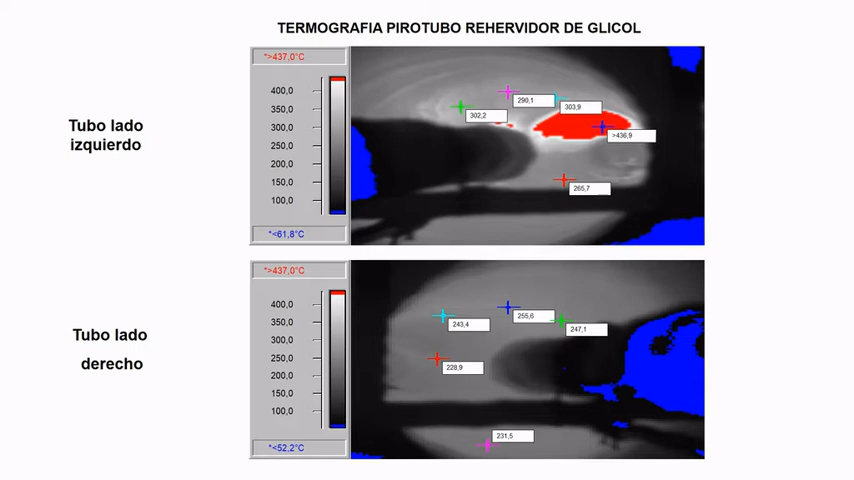 TERMOGRAFIA PIROTUBO REHERVIDOR DE GLICOL
Tubo lado
izquierdo
*>437,0°C
400,0
350,0
300,0
250,0
200,0
150,0
100,0
*<61,8°C
290,1
303,9
302,2
>436,9
265,7
Tubo lado
derecho
*>437,0°C
400,0
350,0
300,0
250,0
200,0
150,0
100,0
*<52,2°C
255,6
243,4
247,1
228,9
231,5